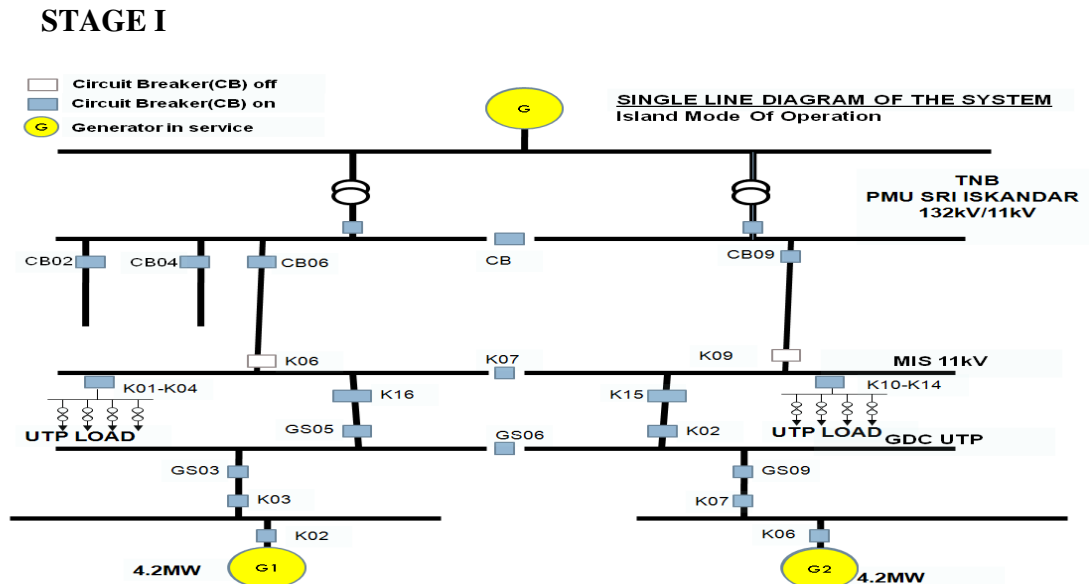 STAGE I
Circuit Breaker(CB) off
Circuit Breaker(CB) on
G Generator in service
G
SINGLE LINE DIAGRAM OF THE SYSTEM
Island Mode Of Operation
TNB
PMU SRI ISKANDAR
132kV/11kV
CB02
CB04
CB06
CB
CB09
K06
K07
K09
MIS 11kV
K01-K04
K16
K15
K10-K14
UTP LOAD
GS05
GS06
K02
UTP LOAD
GDC UTP
GS03
GS09
K03
K07
K02
K06
4.2MW
G1
G2
4.2MW